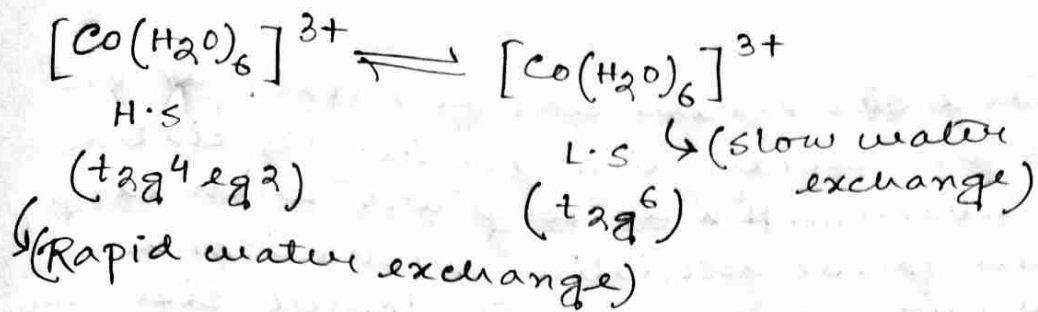 [Co(H₂O)₆]³⁺ ⇌ [Co(H₂O)₆]³⁺
H.S. L.S ↳(slow water
(t₂g⁴ eg²) (t₂g⁶) exchange)
↳(Rapid water exchange)